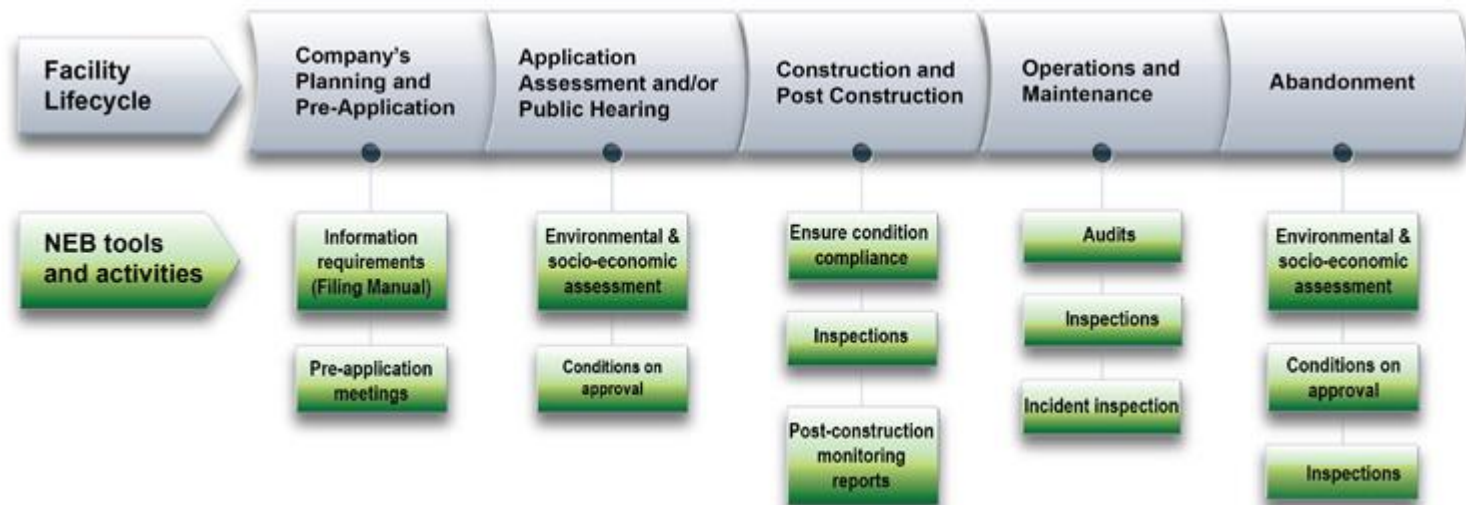 Facility
Lifecycle
Company's
Planning and
Pre-Application
Application
Assessment and/or
Public Hearing
Construction and
Post Construction
Operations and
Maintenance
Abandonment
NEB tools
and activities
Information
requirements
(Filing Manual)
Pre-application
meetings
Environmental &
socio-economic
assessment
Conditions on
approval
Ensure condition
compliance
Inspections
Post-construction
monitoring
reports
Audits
Inspections
Incident inspection
Environmental &
socio-economic
assessment
Conditions on
approval
Inspections